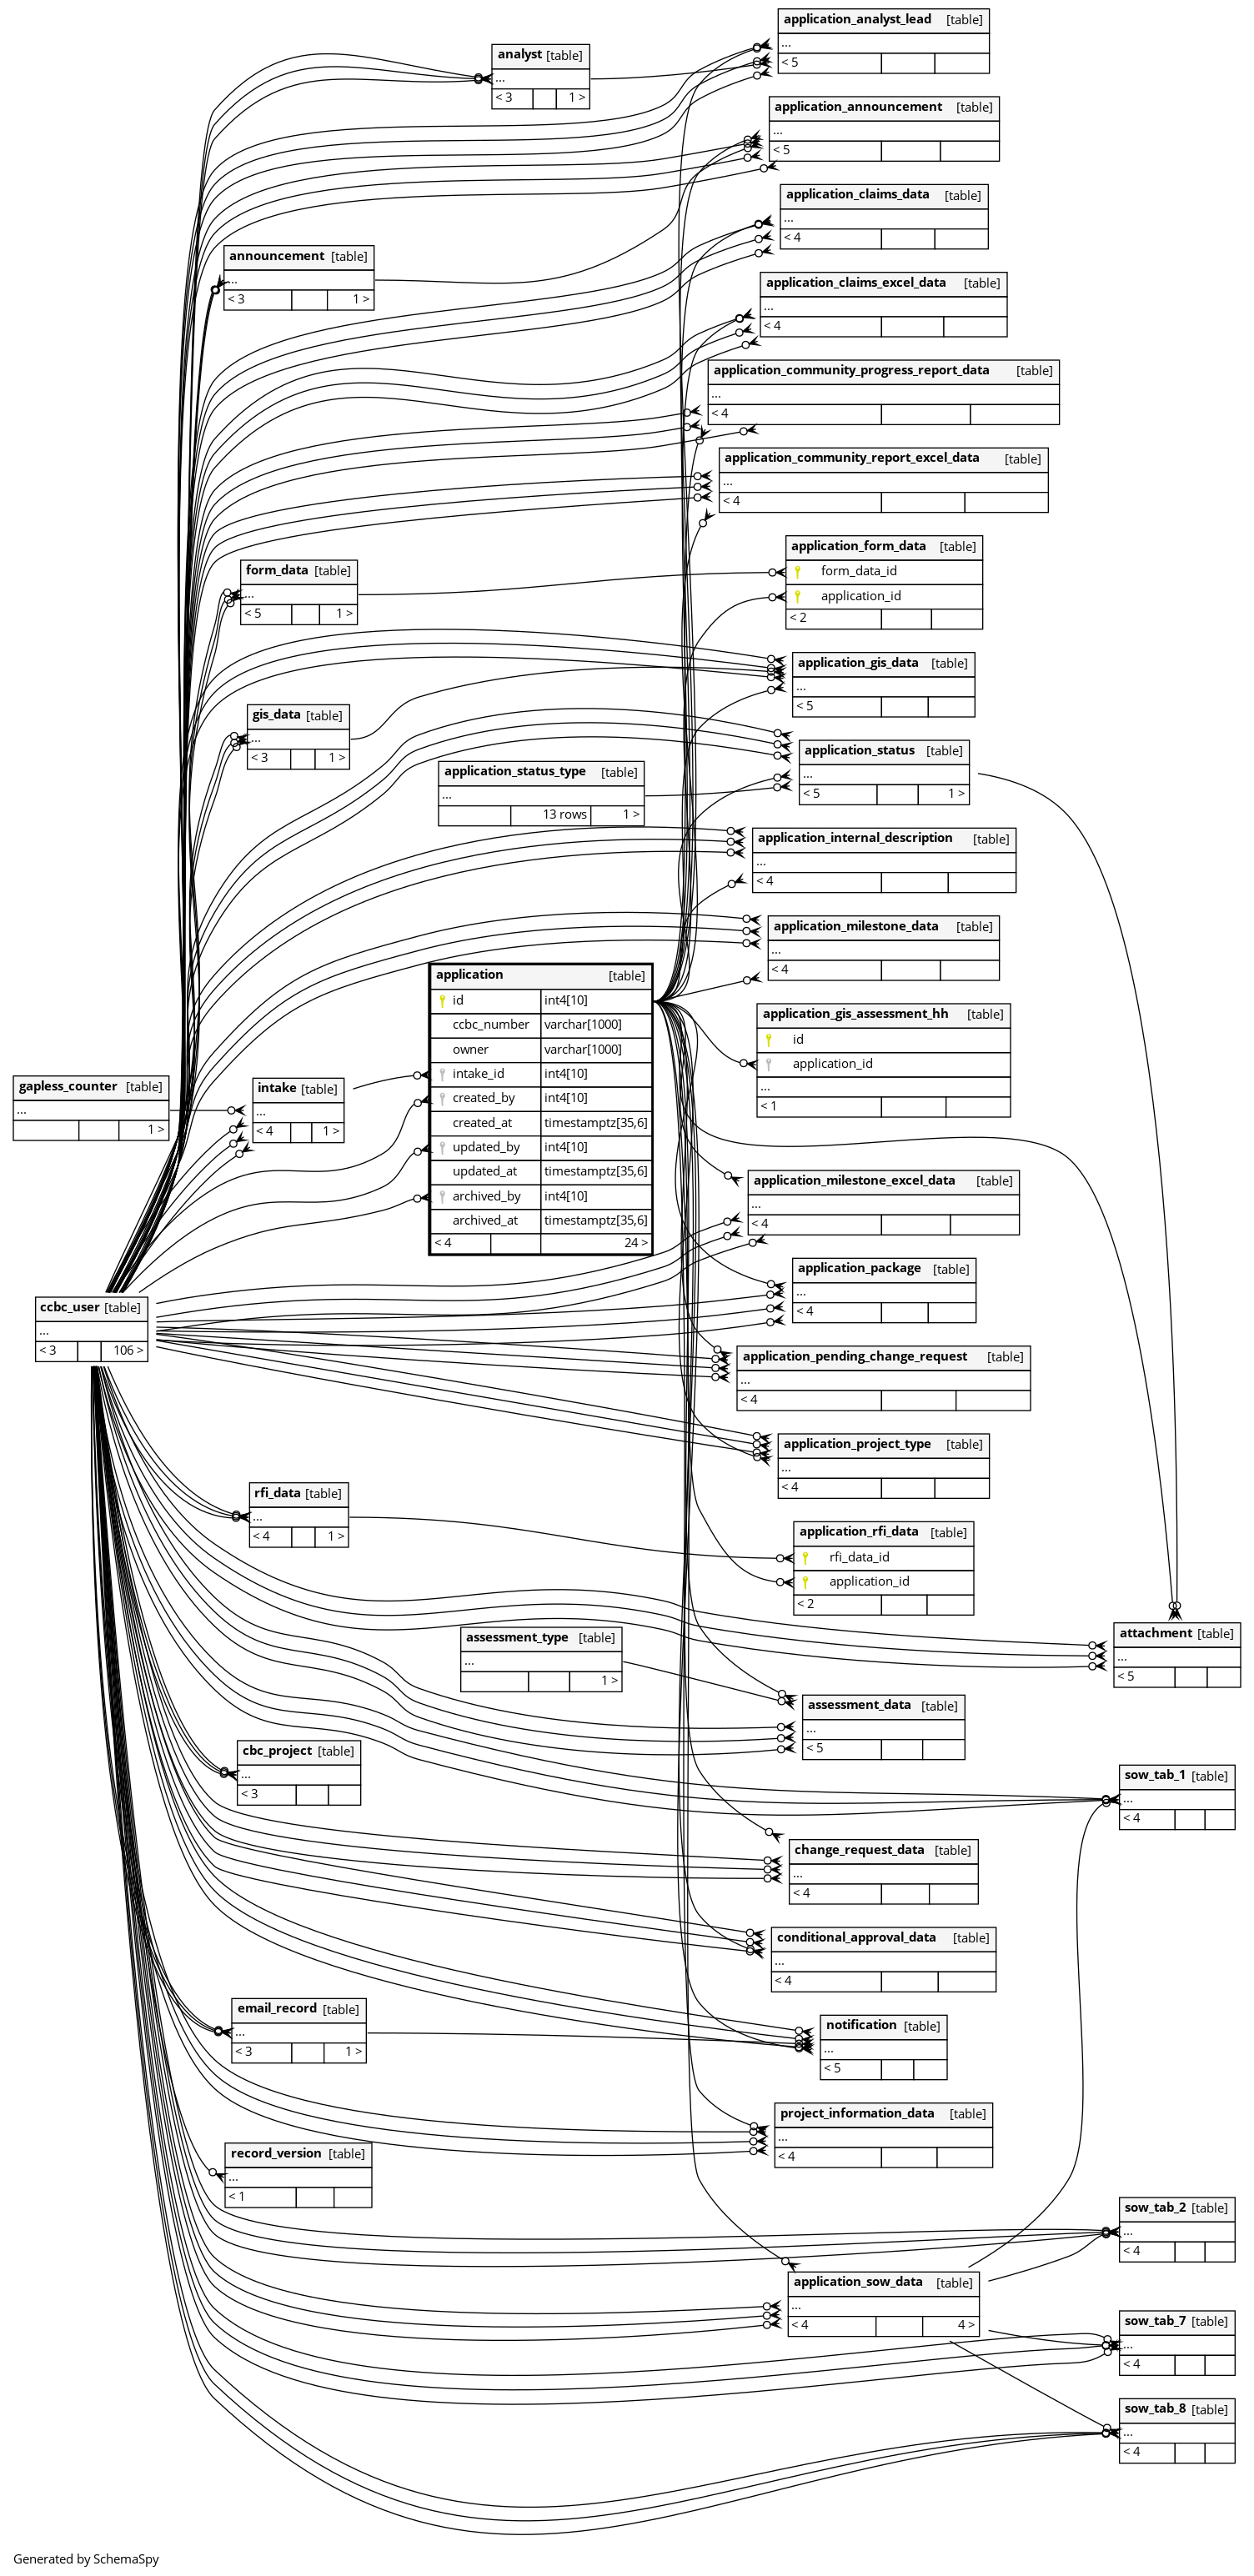 application_analyst_lead [table]
...
< 5
analyst [table]
...
< 3 1 >
application_announcement [table]
...
< 5
application_claims_data [table]
...
< 4
announcement [table]
...
< 3 1 >
application_claims_excel_data [table]
...
< 4
application_community_progress_report_data [table]
...
< 4
application_community_report_excel_data [table]
...
< 4
application_form_data [table]
form_data_id
application_id
< 2
form_data [table]
...
< 5 1 >
application_gis_data [table]
...
< 5
gis_data [table]
...
< 3 1 >
application_status [table]
...
< 5 1 >
application_status_type [table]
...
13 rows 1 >
application_internal_description [table]
...
< 4
application_milestone_data [table]
...
< 4
application [table]
id int4[10]
ccbc_number varchar[1000]
owner varchar[1000]
intake_id int4[10]
created_by int4[10]
created_at timestamptz[35,6]
updated_by int4[10]
updated_at timestamptz[35,6]
archived_by int4[10]
archived_at timestamptz[35,6]
< 4 24 >
application_gis_assessment_hh [table]
id
application_id
...
< 1
gapless_counter [table]
...
1 >
intake [table]
...
< 4 1 >
application_milestone_excel_data [table]
...
< 4
application_package [table]
...
< 4
ccbc_user [table]
...
< 3 106 >
application_pending_change_request [table]
...
< 4
application_project_type [table]
...
< 4
rfi_data [table]
...
< 4 1 >
application_rfi_data [table]
rfi_data_id
application_id
< 2
assessment_type [table]
...
1 >
attachment [table]
...
< 5
assessment_data [table]
...
< 5
cbc_project [table]
...
< 3
sow_tab_1 [table]
...
< 4
change_request_data [table]
...
< 4
conditional_approval_data [table]
...
< 4
email_record [table]
...
< 3 1 >
notification [table]
...
< 5
project_information_data [table]
...
< 4
record_version [table]
...
< 1
sow_tab_2 [table]
...
< 4
application_sow_data [table]
...
< 4 4 >
sow_tab_7 [table]
...
< 4
sow_tab_8 [table]
...
< 4
Generated by SchemaSpy